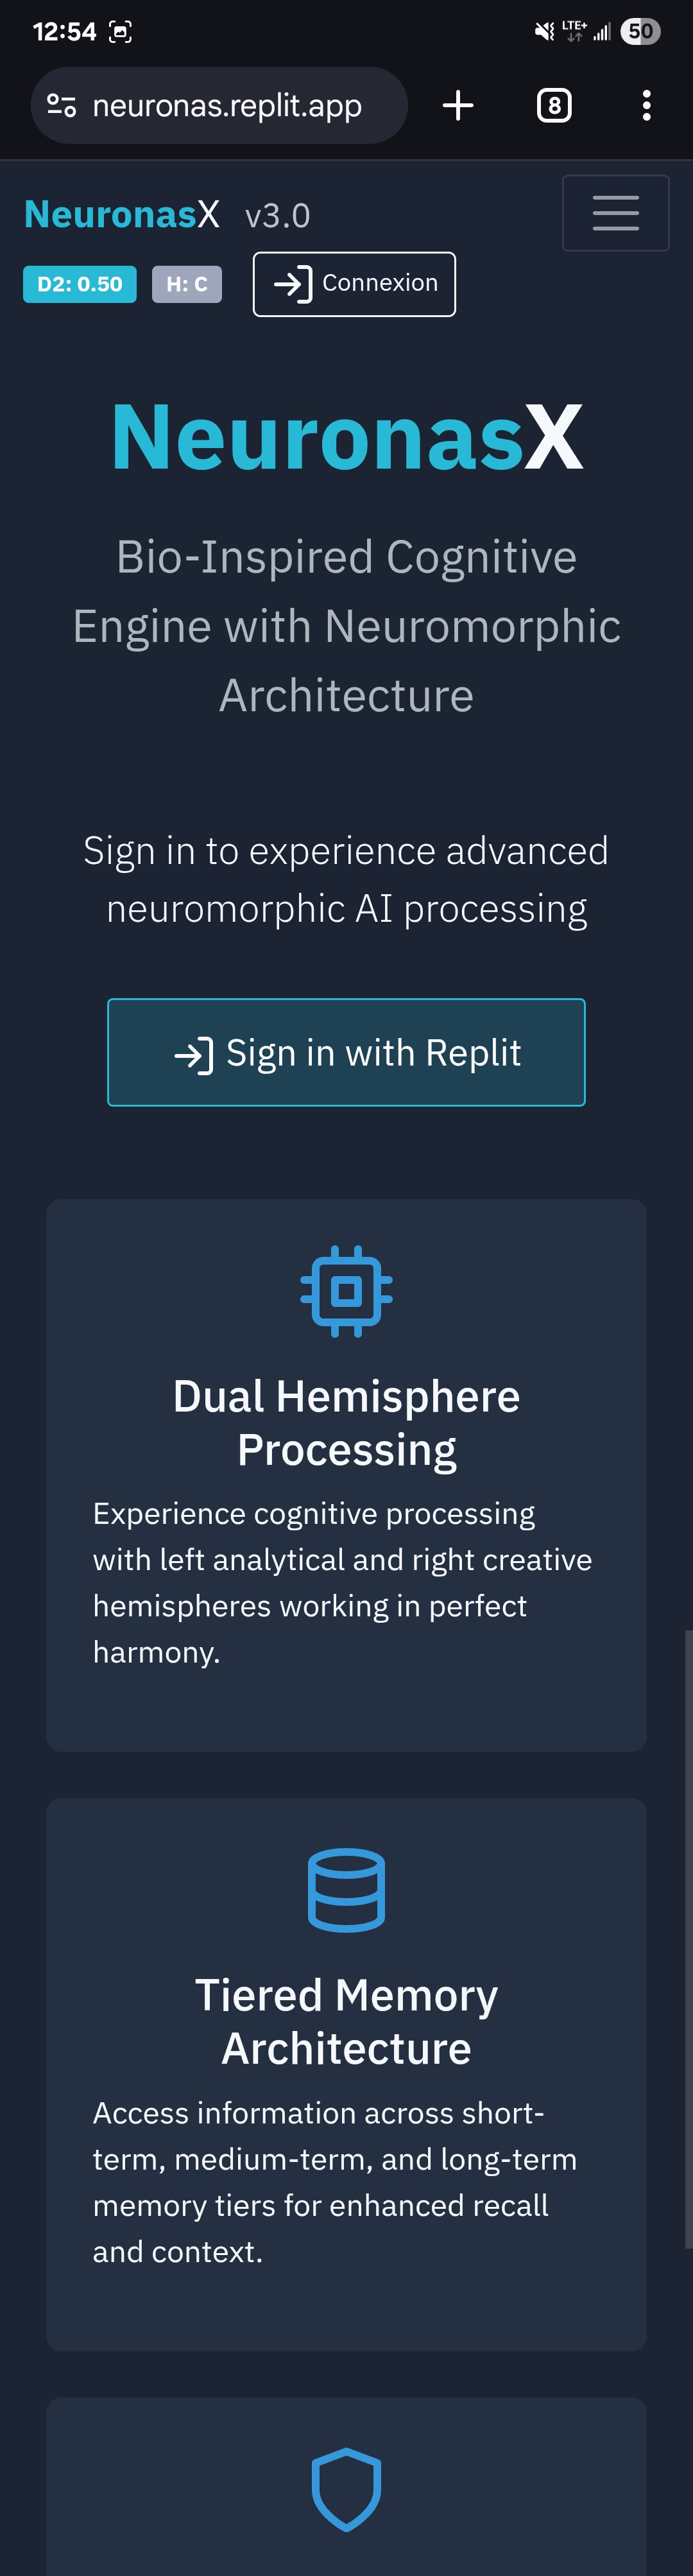 12:54
LTE+
50
neuronas.replit.app
8
NeuronasX v3.0
D2: 0.50
H: C
Connexion
NeuronasX
Bio-Inspired Cognitive
Engine with Neuromorphic
Architecture
Sign in to experience advanced
neuromorphic AI processing
Sign in with Replit
Dual Hemisphere
Processing
Experience cognitive processing
with left analytical and right creative
hemispheres working in perfect
harmony.
Tiered Memory
Architecture
Access information across short-
term, medium-term, and long-term
memory tiers for enhanced recall
and context.